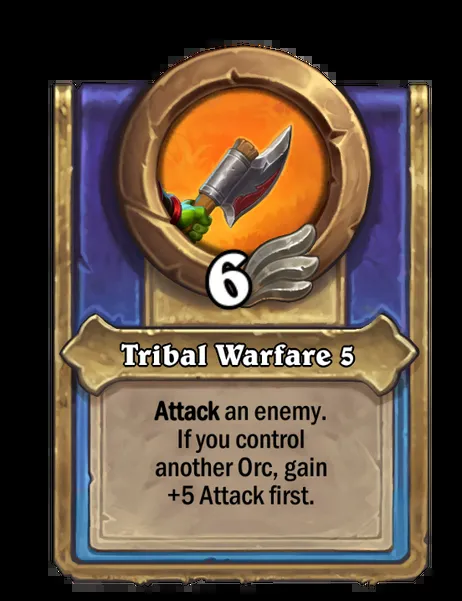 6
Tribal Warfare 5
Attack an enemy.
If you control
another Orc, gain
+5 Attack first.